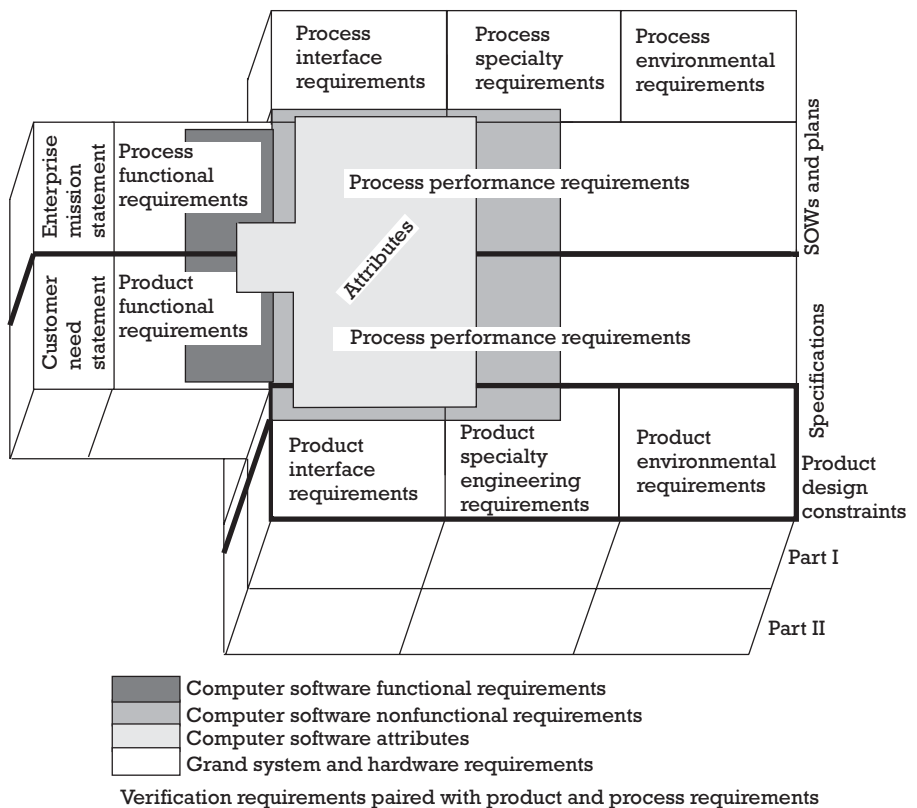 Process
interface
requirements
Process
specialty
requirements
Process
environmental
requirements
Enterprise
mission
statement
Process
functional
requirements
Process performance requirements
SOWs and plans
Attributes
Customer
need
statement
Product
functional
requirements
Process performance requirements
Specifications
Product
interface
requirements
Product
specialty
engineering
requirements
Product
environmental
requirements
Product
design
constraints
Part I
Part II
Computer software functional requirements
Computer software nonfunctional requirements
Computer software attributes
Grand system and hardware requirements
Verification requirements paired with product and process requirements